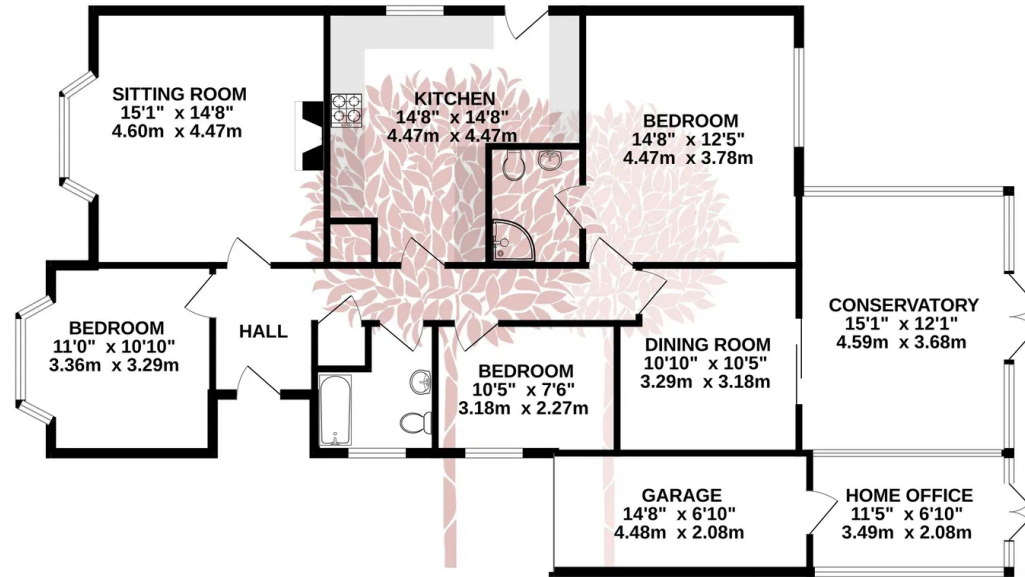 SITTING ROOM
15'1" x 14'8"
4.60m x 4.47m
KITCHEN
14'8" x 14'8"
4.47m x 4.47m
BEDROOM
14'8" x 12'5"
4.47m x 3.78m
BEDROOM
11'0" x 10'10"
3.36m x 3.29m
HALL
BEDROOM
10'5" x 7'6"
3.18m x 2.27m
DINING ROOM
10'10" x 10'5"
3.29m x 3.18m
CONSERVATORY
15'1" x 12'1"
4.59m x 3.68m
GARAGE
14'8" x 6'10"
4.48m x 2.08m
HOME OFFICE
11'5" x 6'10"
3.49m x 2.08m